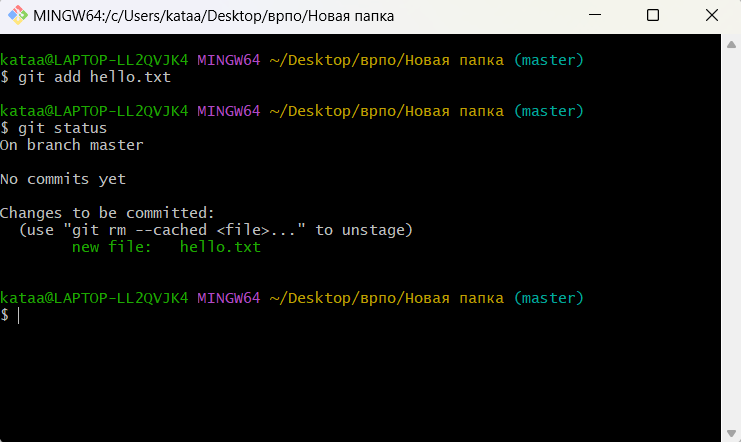 MINGW64:/c/Users/kataa/Desktop/врпо/Новая папка
kataa@LAPTOP-LL2QVJK4 MINGW64 ~/Desktop/врпо/Новая папка (master)
$ git add hello.txt
kataa@LAPTOP-LL2QVJK4 MINGW64 ~/Desktop/врпо/Новая папка (master)
$ git status
On branch master
No commits yet
Changes to be committed:
  (use "git rm --cached <file>..." to unstage)
        new file:   hello.txt
kataa@LAPTOP-LL2QVJK4 MINGW64 ~/Desktop/врпо/Новая папка (master)
$